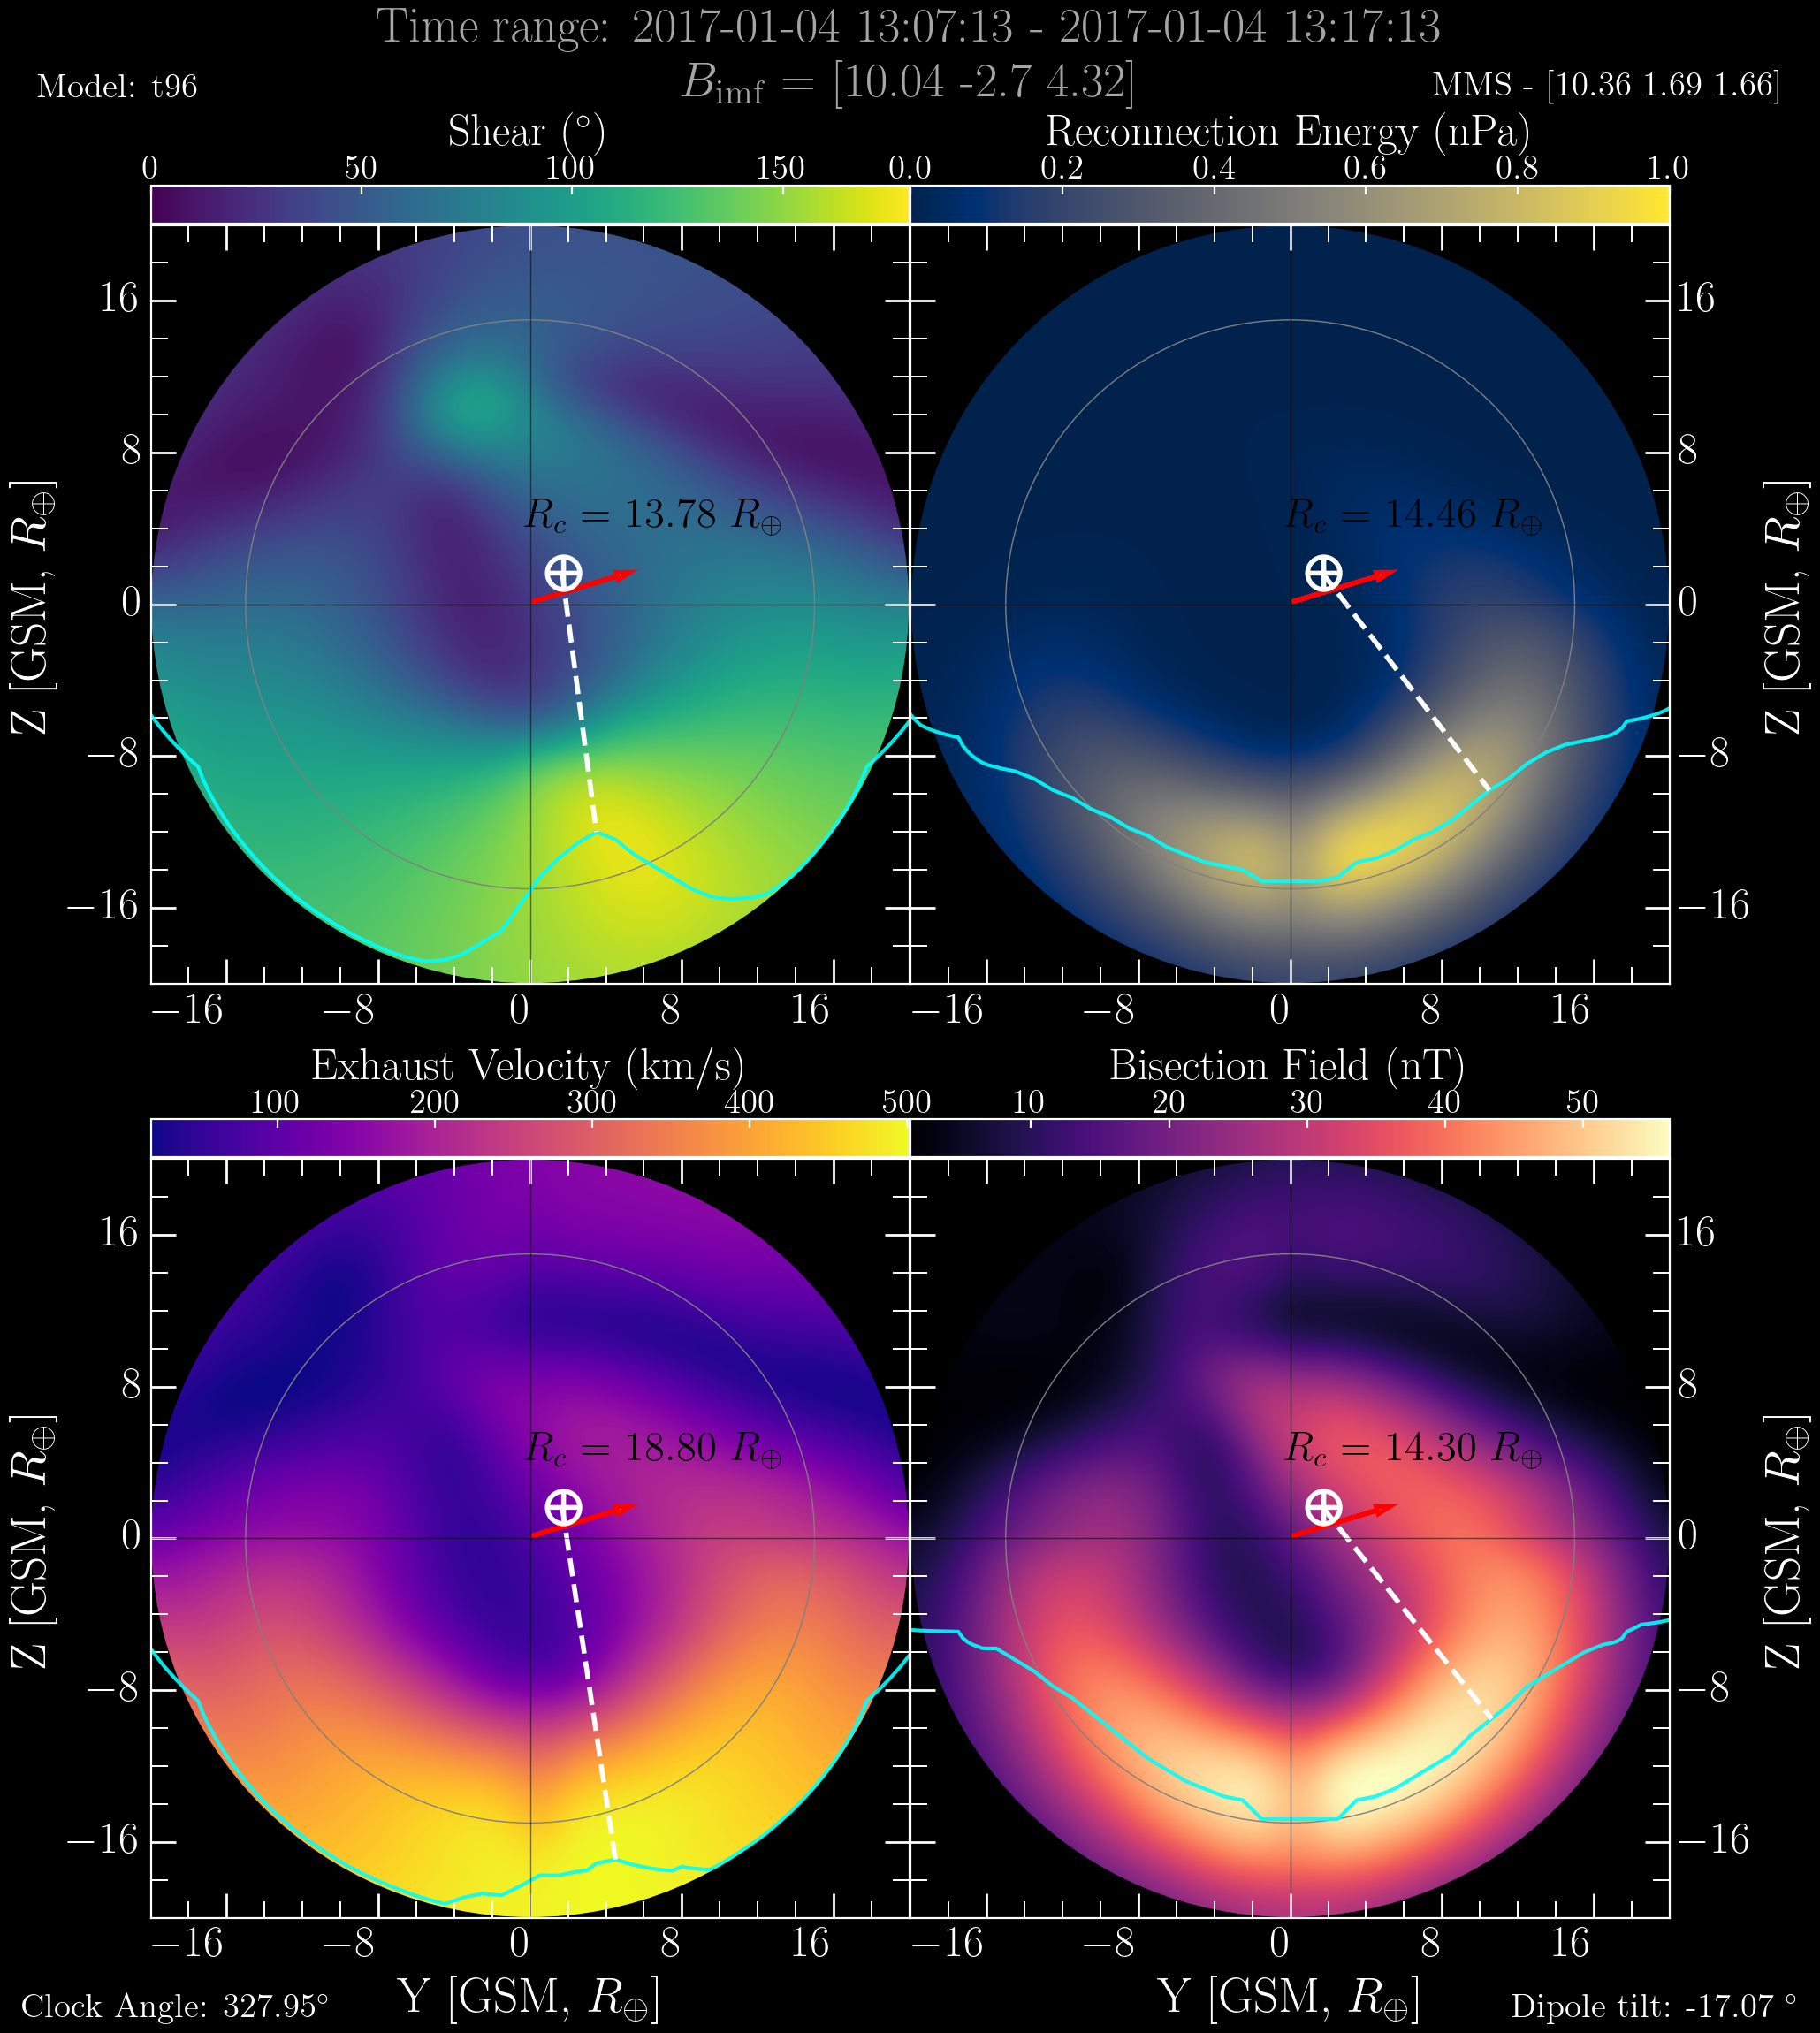 Time range: 2017-01-04 13:07:13 - 2017-01-04 13:17:13
Model: t96
B_imf = [10.04 -2.7 4.32]
MMS - [10.36 1.69 1.66]
Shear (°)
Reconnection Energy (nPa)
0 50 100 150 0.0 0.2 0.4 0.6 0.8 1.0
16 16
8 8
R_c = 13.78 R_⊕ R_c = 14.46 R_⊕
0 0
Z [GSM, R_⊕] Z [GSM, R_⊕]
−8 −8
−16 −16
−16 −8 0 8 16 −16 −8 0 8 16
Exhaust Velocity (km/s)
Bisection Field (nT)
100 200 300 400 500 10 20 30 40 50
16 16
8 8
R_c = 18.80 R_⊕ R_c = 14.30 R_⊕
0 0
Z [GSM, R_⊕] Z [GSM, R_⊕]
−8 −8
−16 −16
−16 −8 0 8 16 −16 −8 0 8 16
Y [GSM, R_⊕] Y [GSM, R_⊕]
Clock Angle: 327.95°
Dipole tilt: -17.07 °